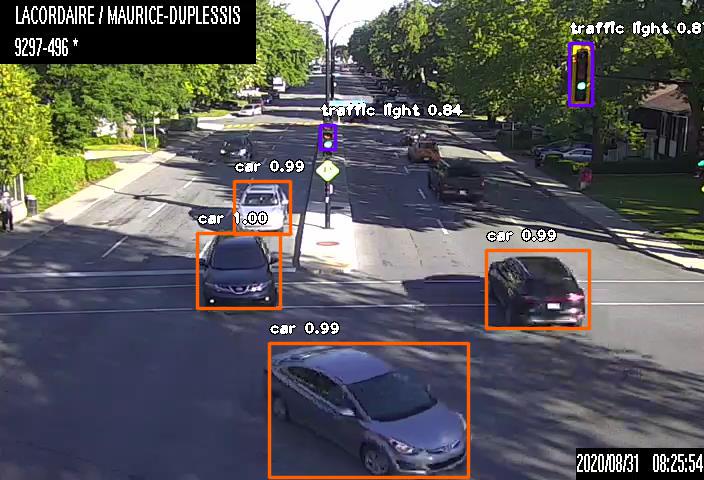 LACORDAIRE / MAURICE-DUPLESSIS
9297-496 *
traffic light 0.87
traffic light 0.84
car 0.99
car 1.00
car 0.99
car 0.99
2020/08/31 08:25:54